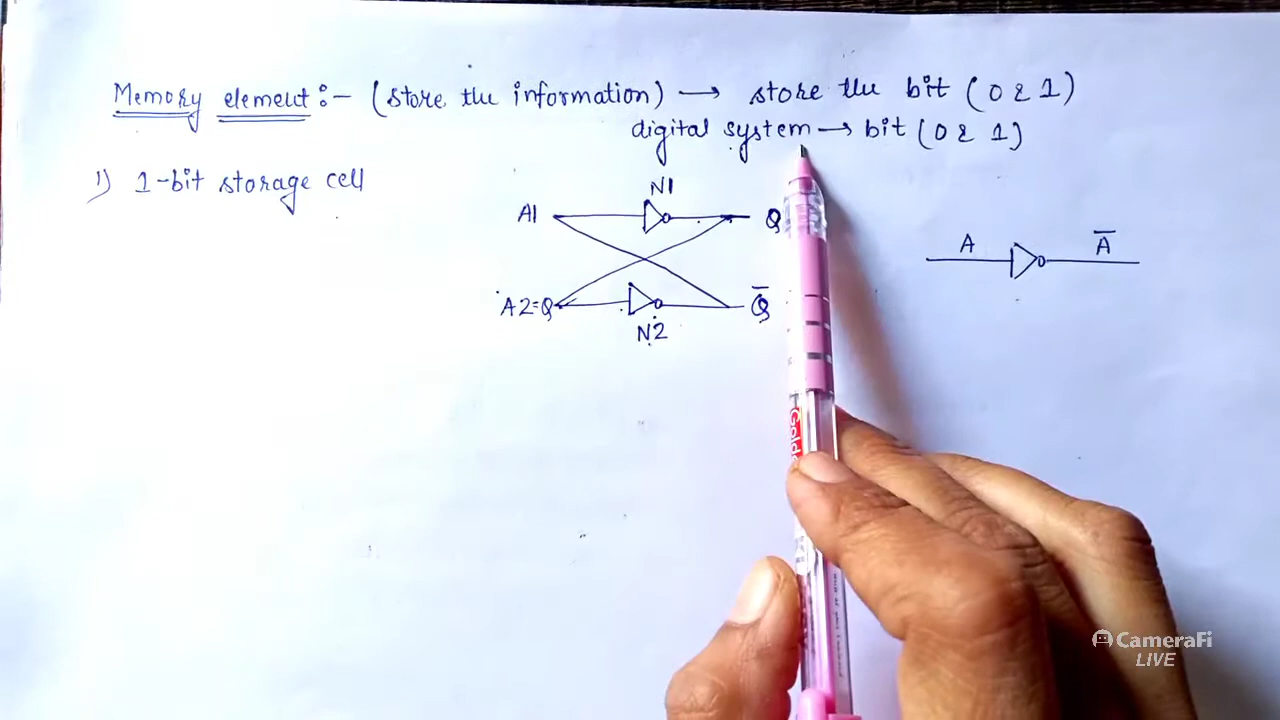 Memory element :- (store the information) → store the bit (0 & 1)
digital system → bit (0 & 1)
1) 1-bit storage cell
N1
A1
Q
A
A̅
A2=Q
Q̅
N2
CameraFi
LIVE